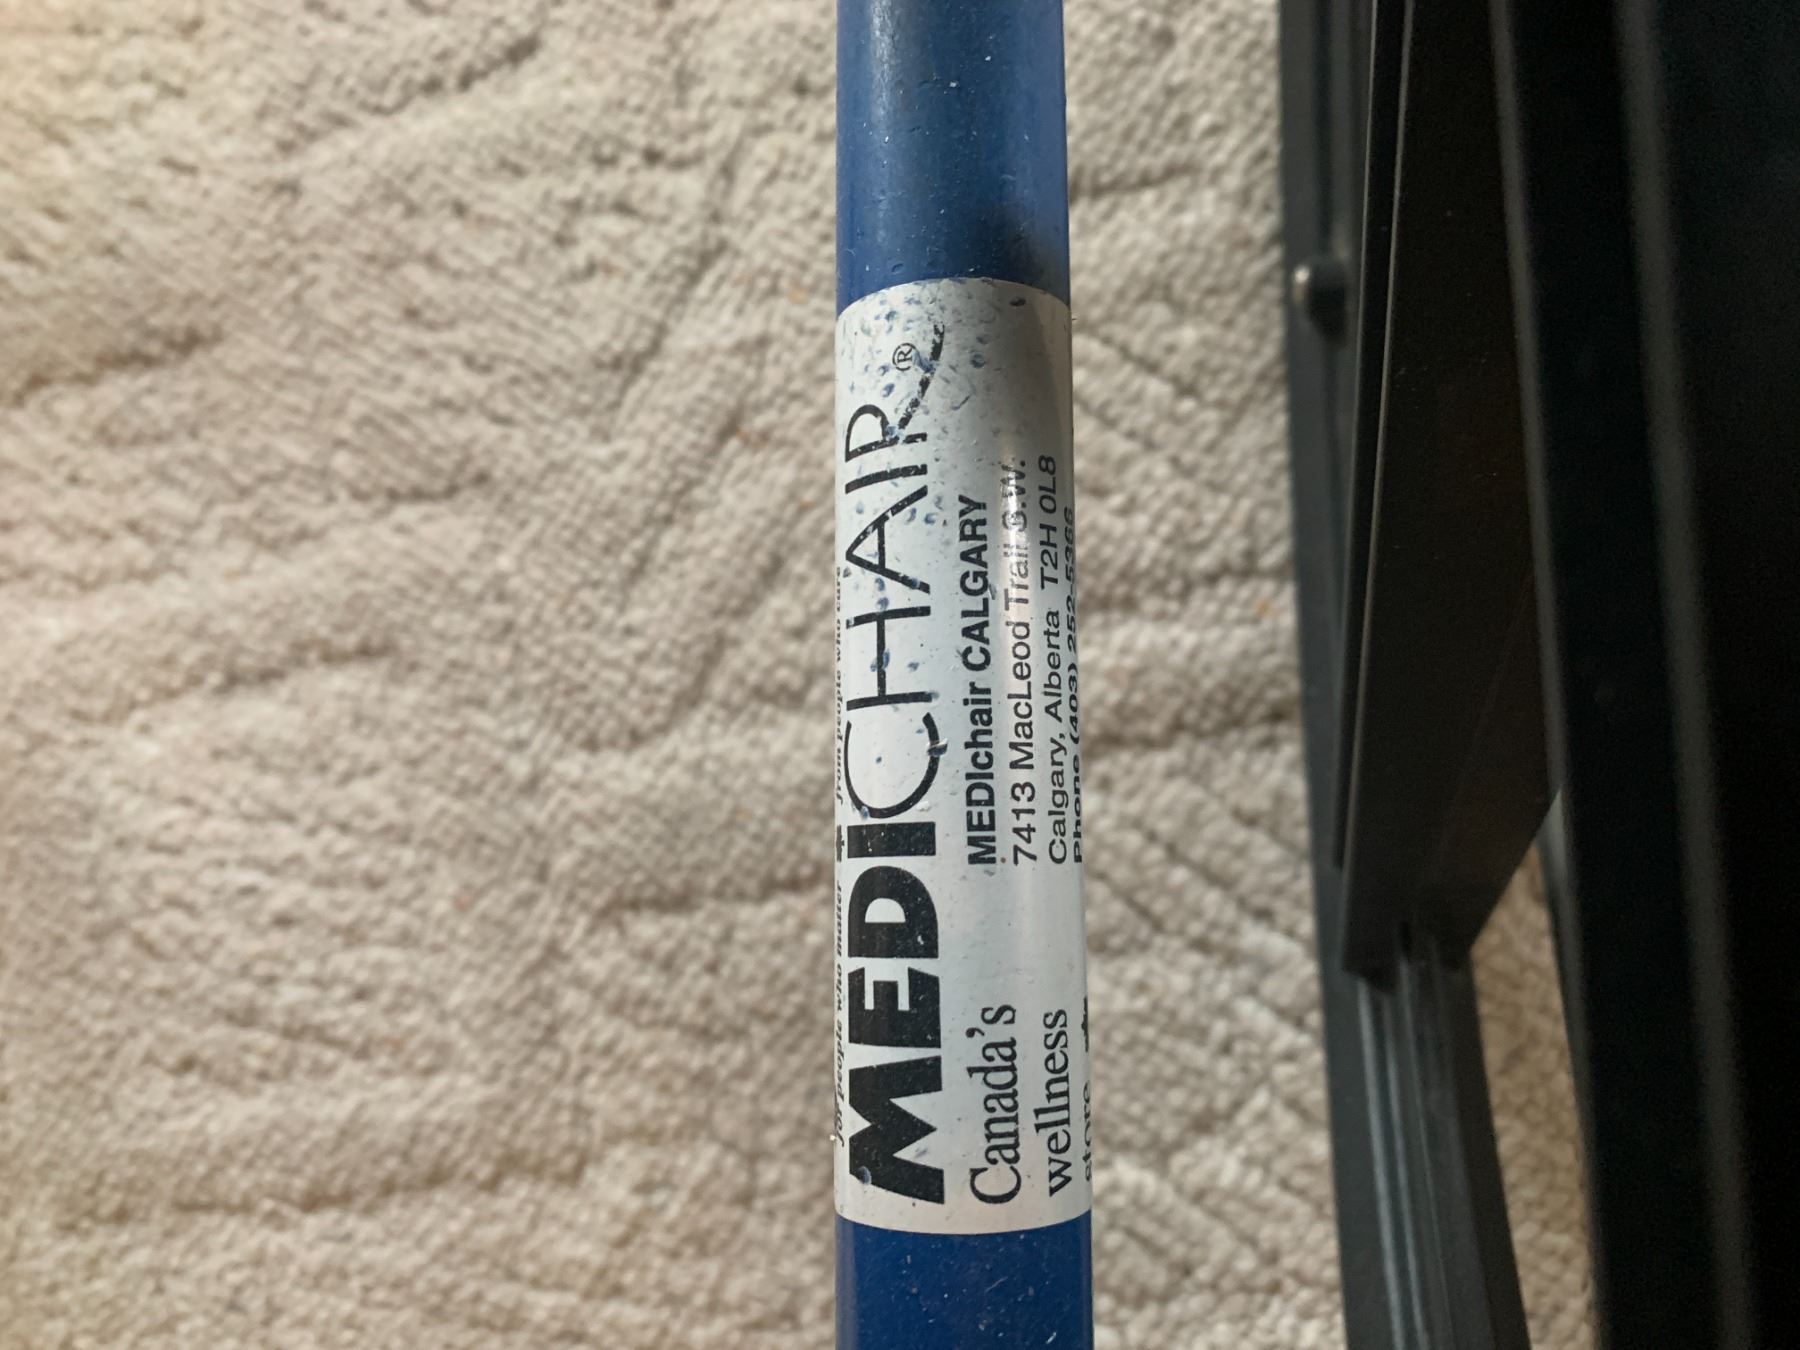 for people who matter from people who care
MEDICHAIR®
MEDIchair CALGARY
7413 MacLeod Trail S.W.
Calgary, Alberta T2H 0L8
Phone (403) 252-5366
Canada's
wellness
store